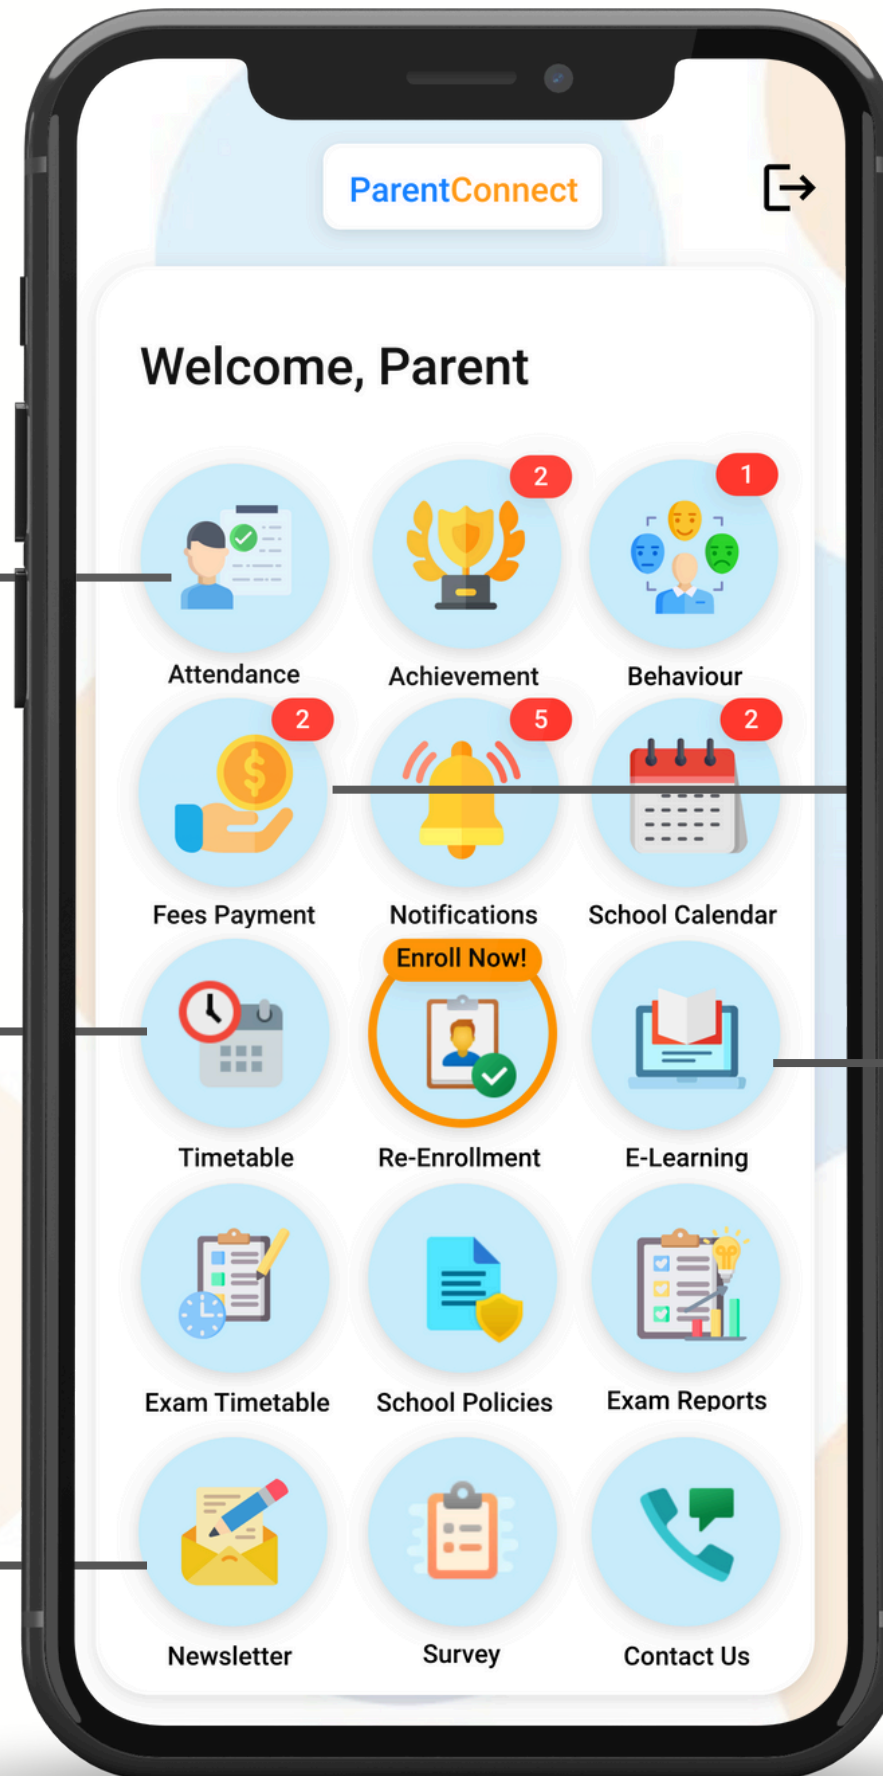 ParentConnect
Welcome, Parent
2
1
Attendance
Achievement
Behaviour
2
5
2
Fees Payment
Notifications
School Calendar
Enroll Now!
Timetable
Re-Enrollment
E-Learning
Exam Timetable
School Policies
Exam Reports
Newsletter
Survey
Contact Us